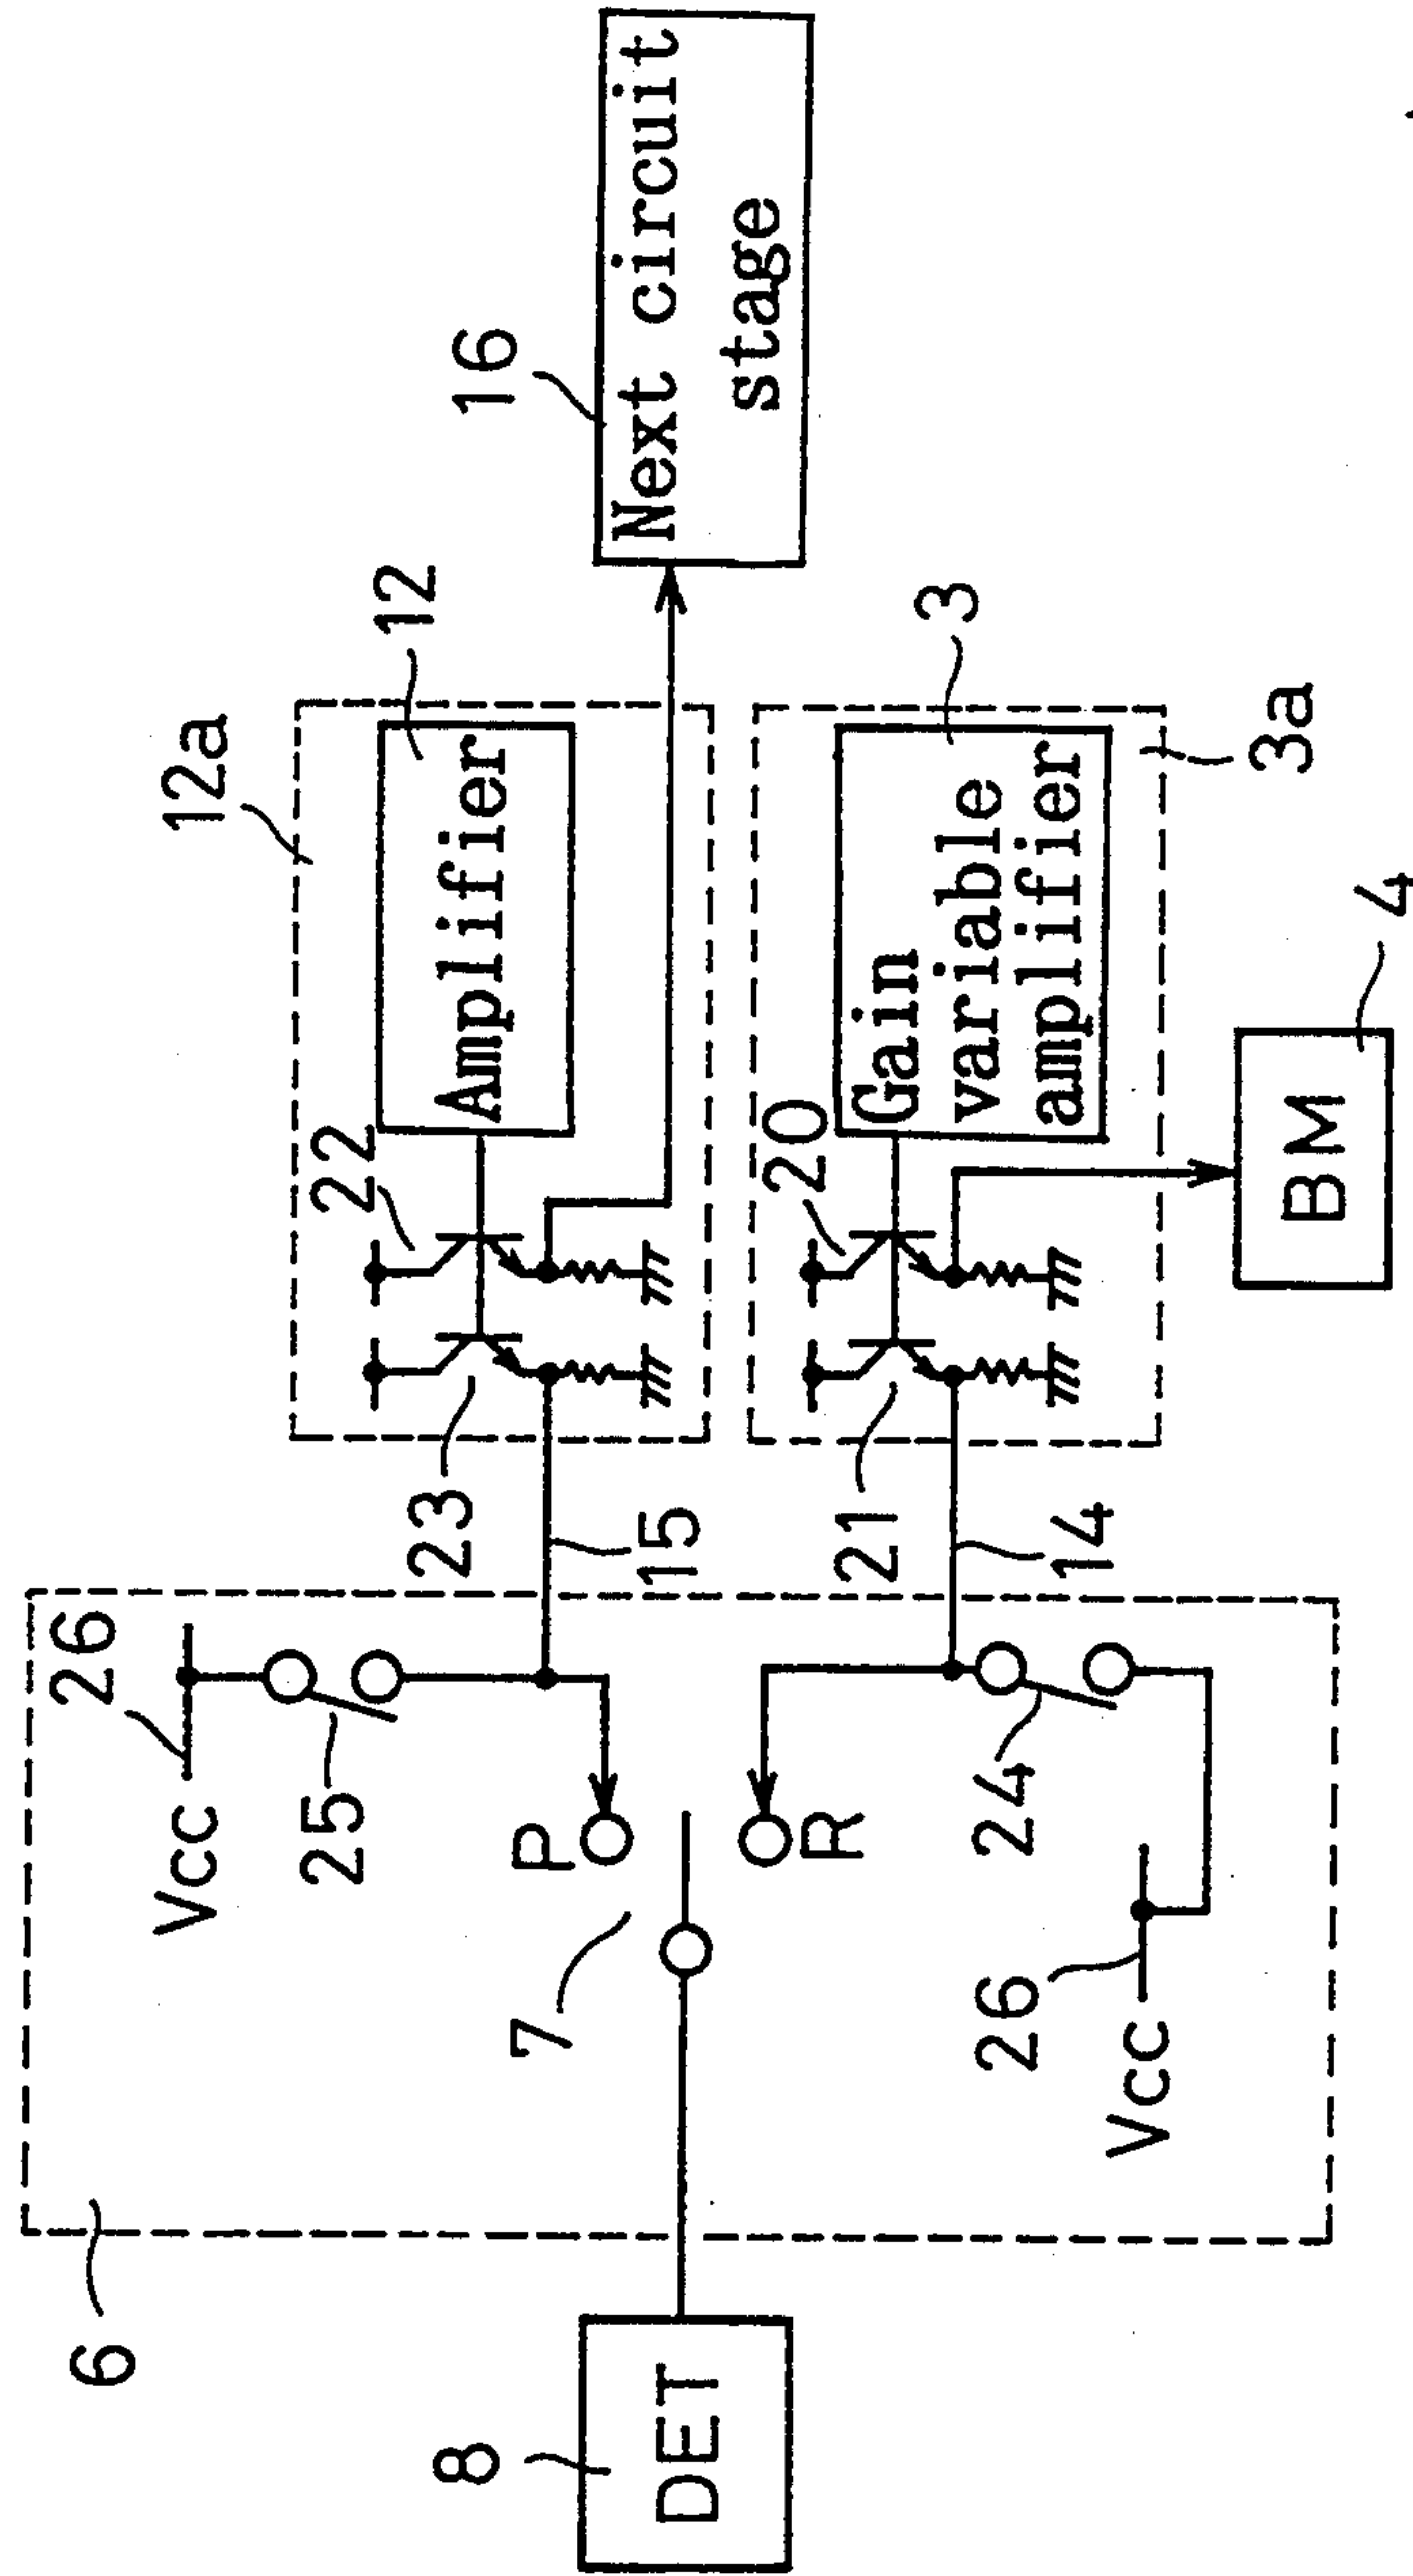 6
26
Vcc
25
P
7
R
24
26
Vcc
8
DET
12a
12
Amplifier
22
23
15
16
Next circuit
stage
20
21
14
3
Gain
variable
amplifier
3a
BM
4